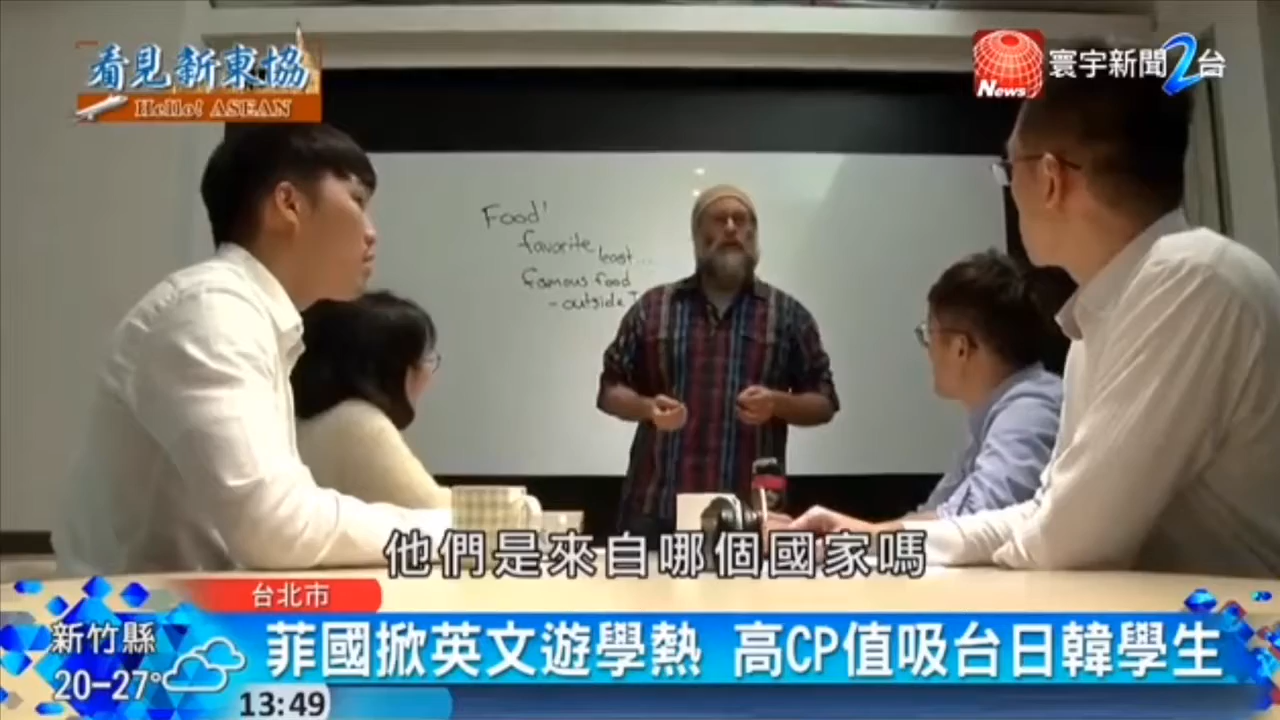 看見新東協
Hello! ASEAN
News
寰宇新聞2台
Food'
favorite
least...
famous food
- outside T
他們是來自哪個國家嗎
台北市
新竹縣
20-27°
菲國掀英文遊學熱 高CP值吸台日韓學生
13:49